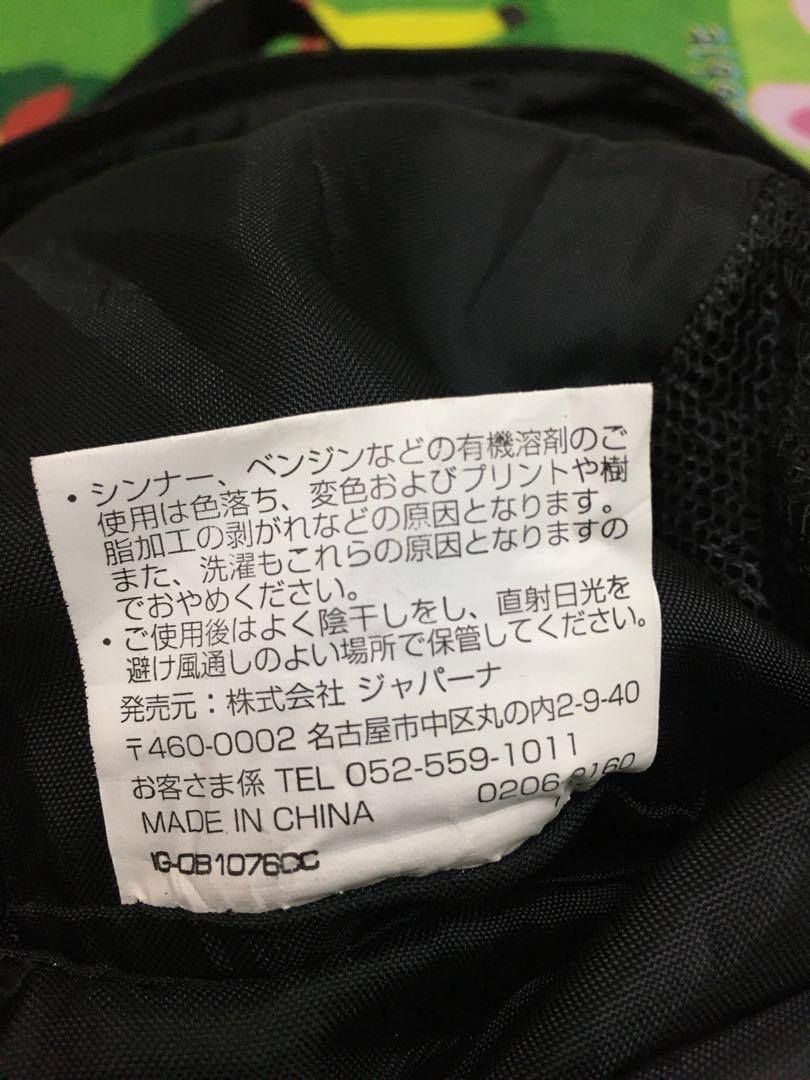 ・シンナー、ベンジンなどの有機溶剤のご
使用は色落ち、変色およびプリントや樹
脂加工の剥がれなどの原因となります。
また、洗濯もこれらの原因となりますの
でおやめください。
・ご使用後はよく陰干しをし、直射日光を
避け風通しのよい場所で保管してください。
発売元：株式会社 ジャパーナ
〒460-0002 名古屋市中区丸の内2-9-40
お客さま係 TEL 052-559-1011
MADE IN CHINA